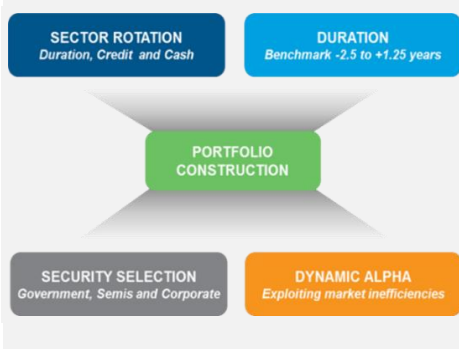 SECTOR ROTATION
Duration, Credit and Cash
DURATION
Benchmark -2.5 to +1.25 years
PORTFOLIO
CONSTRUCTION
SECURITY SELECTION
Government, Semis and Corporate
DYNAMIC ALPHA
Exploiting market inefficiencies